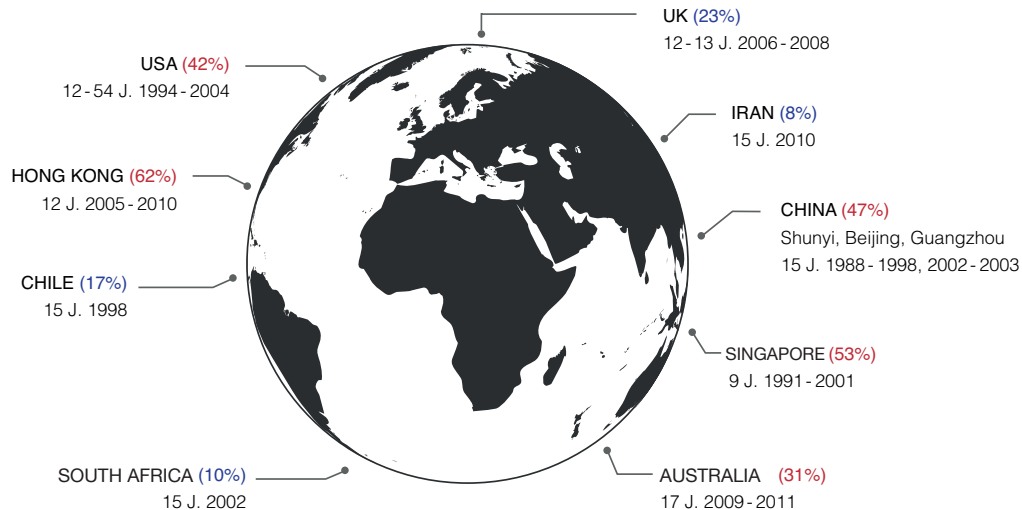 UK (23%)
12-13 J. 2006-2008
USA (42%)
12-54 J. 1994-2004
IRAN (8%)
15 J. 2010
HONG KONG (62%)
12 J. 2005-2010
CHINA (47%)
Shunyi, Beijing, Guangzhou
15 J. 1988-1998, 2002-2003
CHILE (17%)
15 J. 1998
SINGAPORE (53%)
9 J. 1991-2001
SOUTH AFRICA (10%)
15 J. 2002
AUSTRALIA (31%)
17 J. 2009-2011